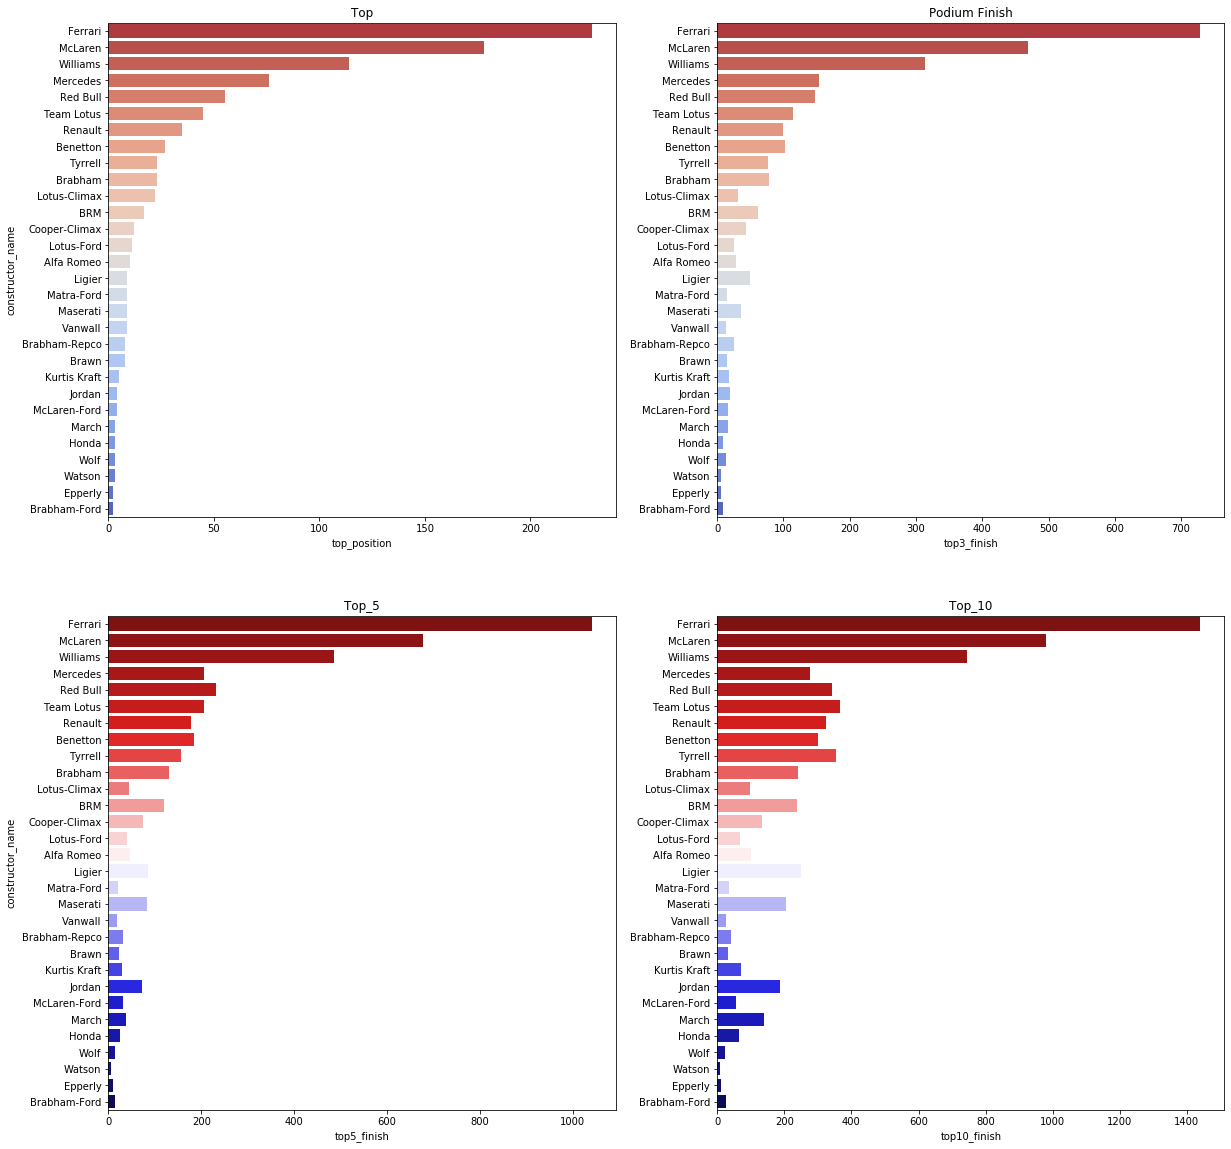 Top
Ferrari
McLaren
Williams
Mercedes
Red Bull
Team Lotus
Renault
Benetton
Tyrrell
Brabham
Lotus-Climax
BRM
Cooper-Climax
Lotus-Ford
Alfa Romeo
Ligier
Matra-Ford
Maserati
Vanwall
Brabham-Repco
Brawn
Kurtis Kraft
Jordan
McLaren-Ford
March
Honda
Wolf
Watson
Epperly
Brabham-Ford
constructor_name
0 50 100 150 200
top_position
Podium Finish
Ferrari
McLaren
Williams
Mercedes
Red Bull
Team Lotus
Renault
Benetton
Tyrrell
Brabham
Lotus-Climax
BRM
Cooper-Climax
Lotus-Ford
Alfa Romeo
Ligier
Matra-Ford
Maserati
Vanwall
Brabham-Repco
Brawn
Kurtis Kraft
Jordan
McLaren-Ford
March
Honda
Wolf
Watson
Epperly
Brabham-Ford
0 100 200 300 400 500 600 700
top3_finish
Top_5
Ferrari
McLaren
Williams
Mercedes
Red Bull
Team Lotus
Renault
Benetton
Tyrrell
Brabham
Lotus-Climax
BRM
Cooper-Climax
Lotus-Ford
Alfa Romeo
Ligier
Matra-Ford
Maserati
Vanwall
Brabham-Repco
Brawn
Kurtis Kraft
Jordan
McLaren-Ford
March
Honda
Wolf
Watson
Epperly
Brabham-Ford
constructor_name
0 200 400 600 800 1000
top5_finish
Top_10
Ferrari
McLaren
Williams
Mercedes
Red Bull
Team Lotus
Renault
Benetton
Tyrrell
Brabham
Lotus-Climax
BRM
Cooper-Climax
Lotus-Ford
Alfa Romeo
Ligier
Matra-Ford
Maserati
Vanwall
Brabham-Repco
Brawn
Kurtis Kraft
Jordan
McLaren-Ford
March
Honda
Wolf
Watson
Epperly
Brabham-Ford
0 200 400 600 800 1000 1200 1400
top10_finish